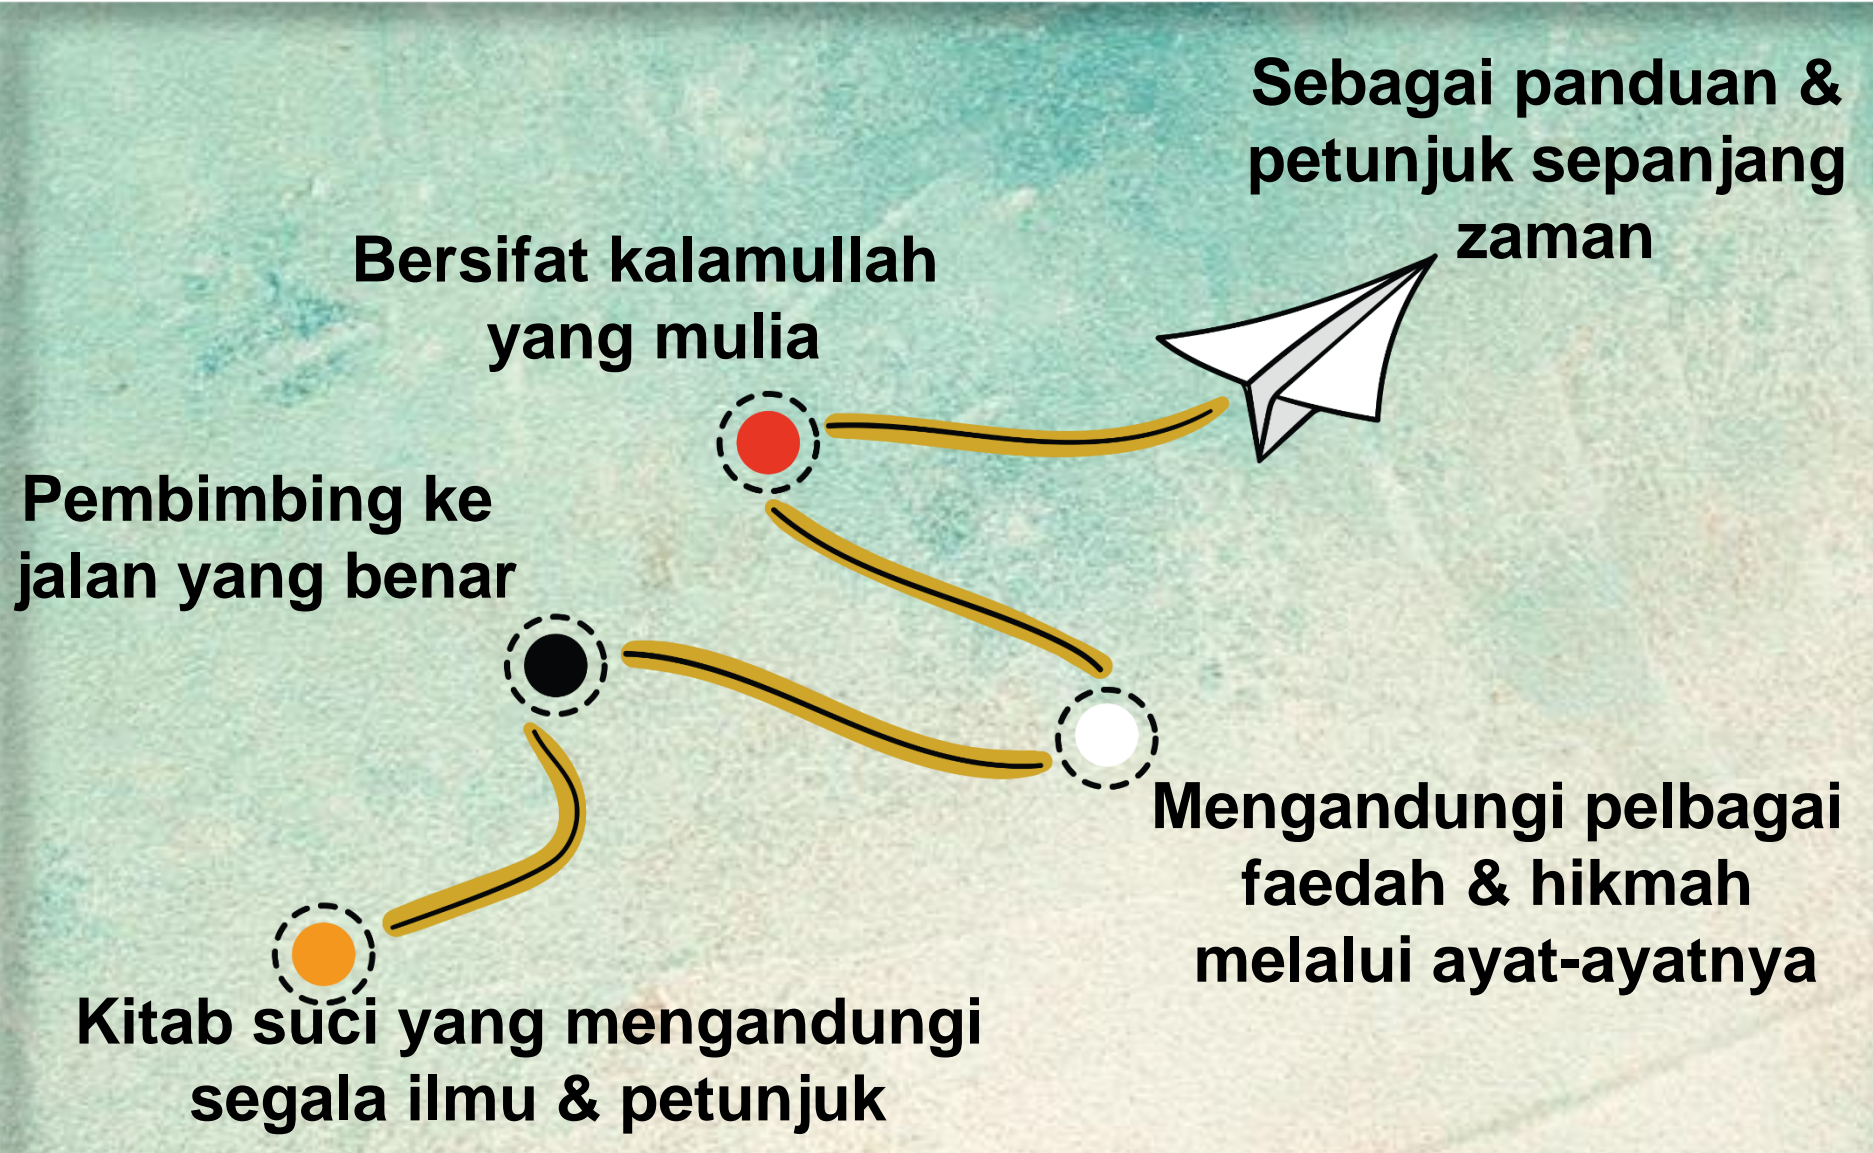 Sebagai panduan &
petunjuk sepanjang
zaman
Bersifat kalamullah
yang mulia
Pembimbing ke
jalan yang benar
Mengandungi pelbagai
faedah & hikmah
melalui ayat-ayatnya
Kitab suci yang mengandungi
segala ilmu & petunjuk